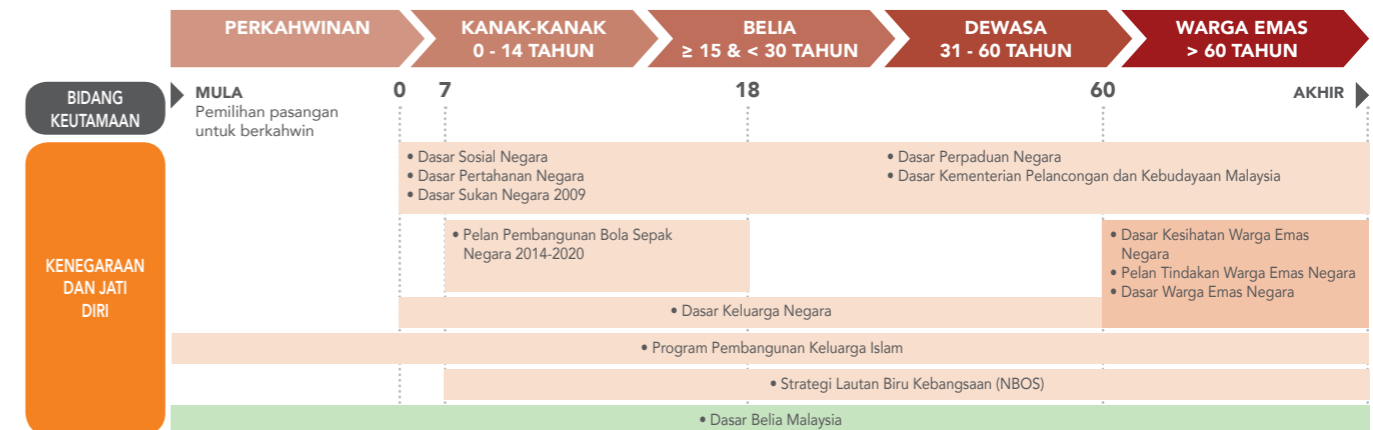 PERKAHWINAN
KANAK-KANAK
0 - 14 TAHUN
BELIA
≥ 15 & < 30 TAHUN
DEWASA
31 - 60 TAHUN
WARGA EMAS
> 60 TAHUN
BIDANG
KEUTAMAAN
MULA
Pemilihan pasangan
untuk berkahwin
0
7
18
60
AKHIR
KENEGARAAN
DAN JATI
DIRI
• Dasar Sosial Negara
• Dasar Pertahanan Negara
• Dasar Sukan Negara 2009
• Dasar Perpaduan Negara
• Dasar Kementerian Pelancongan dan Kebudayaan Malaysia
• Pelan Pembangunan Bola Sepak
Negara 2014-2020
• Dasar Kesihatan Warga Emas
Negara
• Pelan Tindakan Warga Emas Negara
• Dasar Warga Emas Negara
• Dasar Keluarga Negara
• Program Pembangunan Keluarga Islam
• Strategi Lautan Biru Kebangsaan (NBOS)
• Dasar Belia Malaysia